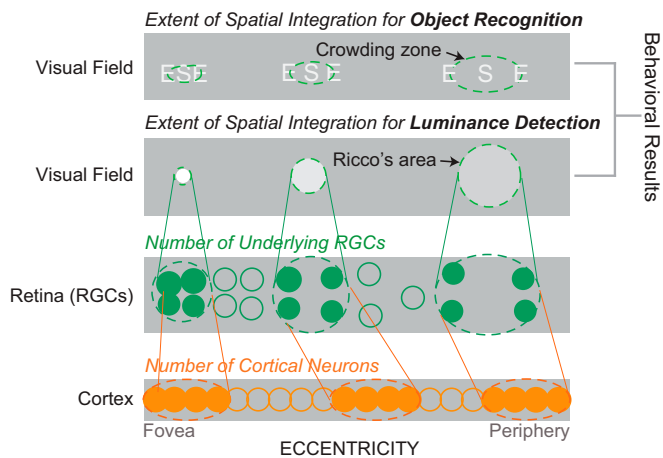 Extent of Spatial Integration for Object Recognition
Crowding zone
Visual Field
ESE
E S E
E S E
Extent of Spatial Integration for Luminance Detection
Ricco's area
Visual Field
Behavioral Results
Number of Underlying RGCs
Retina (RGCs)
Number of Cortical Neurons
Cortex
Fovea
Periphery
ECCENTRICITY